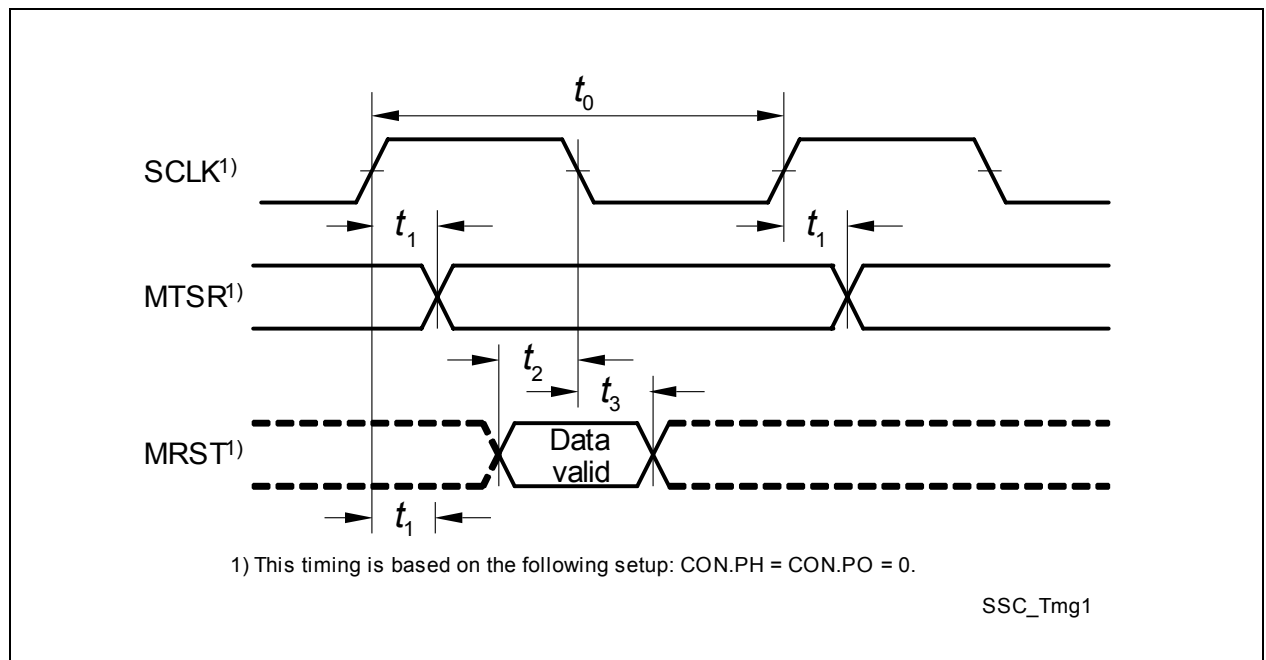 t0
SCLK1)
t1 t1
MTSR1)
t2
t3
MRST1)
Data
valid
t1
1) This timing is based on the following setup: CON.PH = CON.PO = 0.
SSC_Tmg1